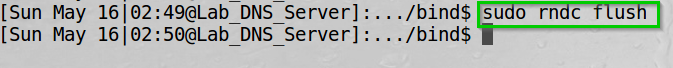 [Sun May 16|02:49@Lab_DNS_Server]:.../bind$ sudo rndc flush
[Sun May 16|02:50@Lab_DNS_Server]:.../bind$